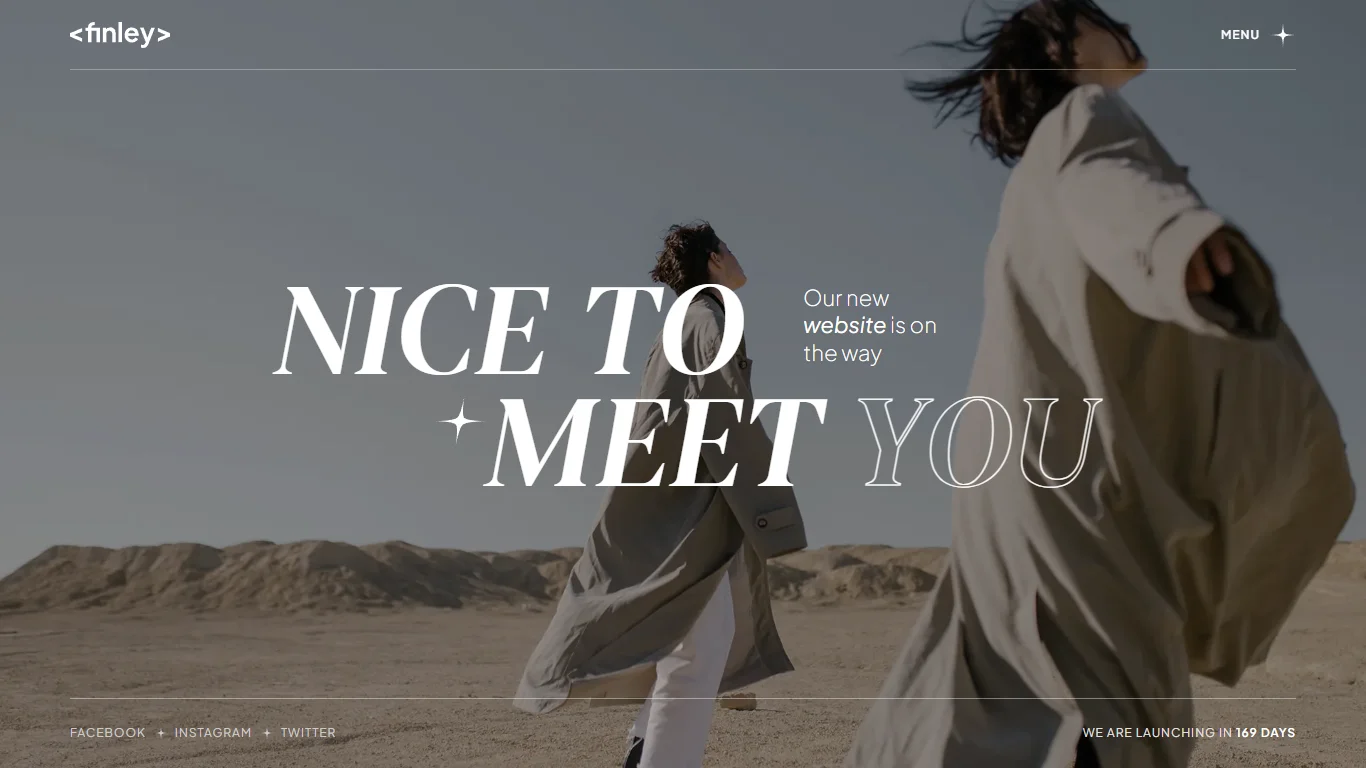 <finley>
MENU
NICE TO
Our new
website is on
the way
MEET YOU
FACEBOOK
INSTAGRAM
TWITTER
WE ARE LAUNCHING IN 169 DAYS